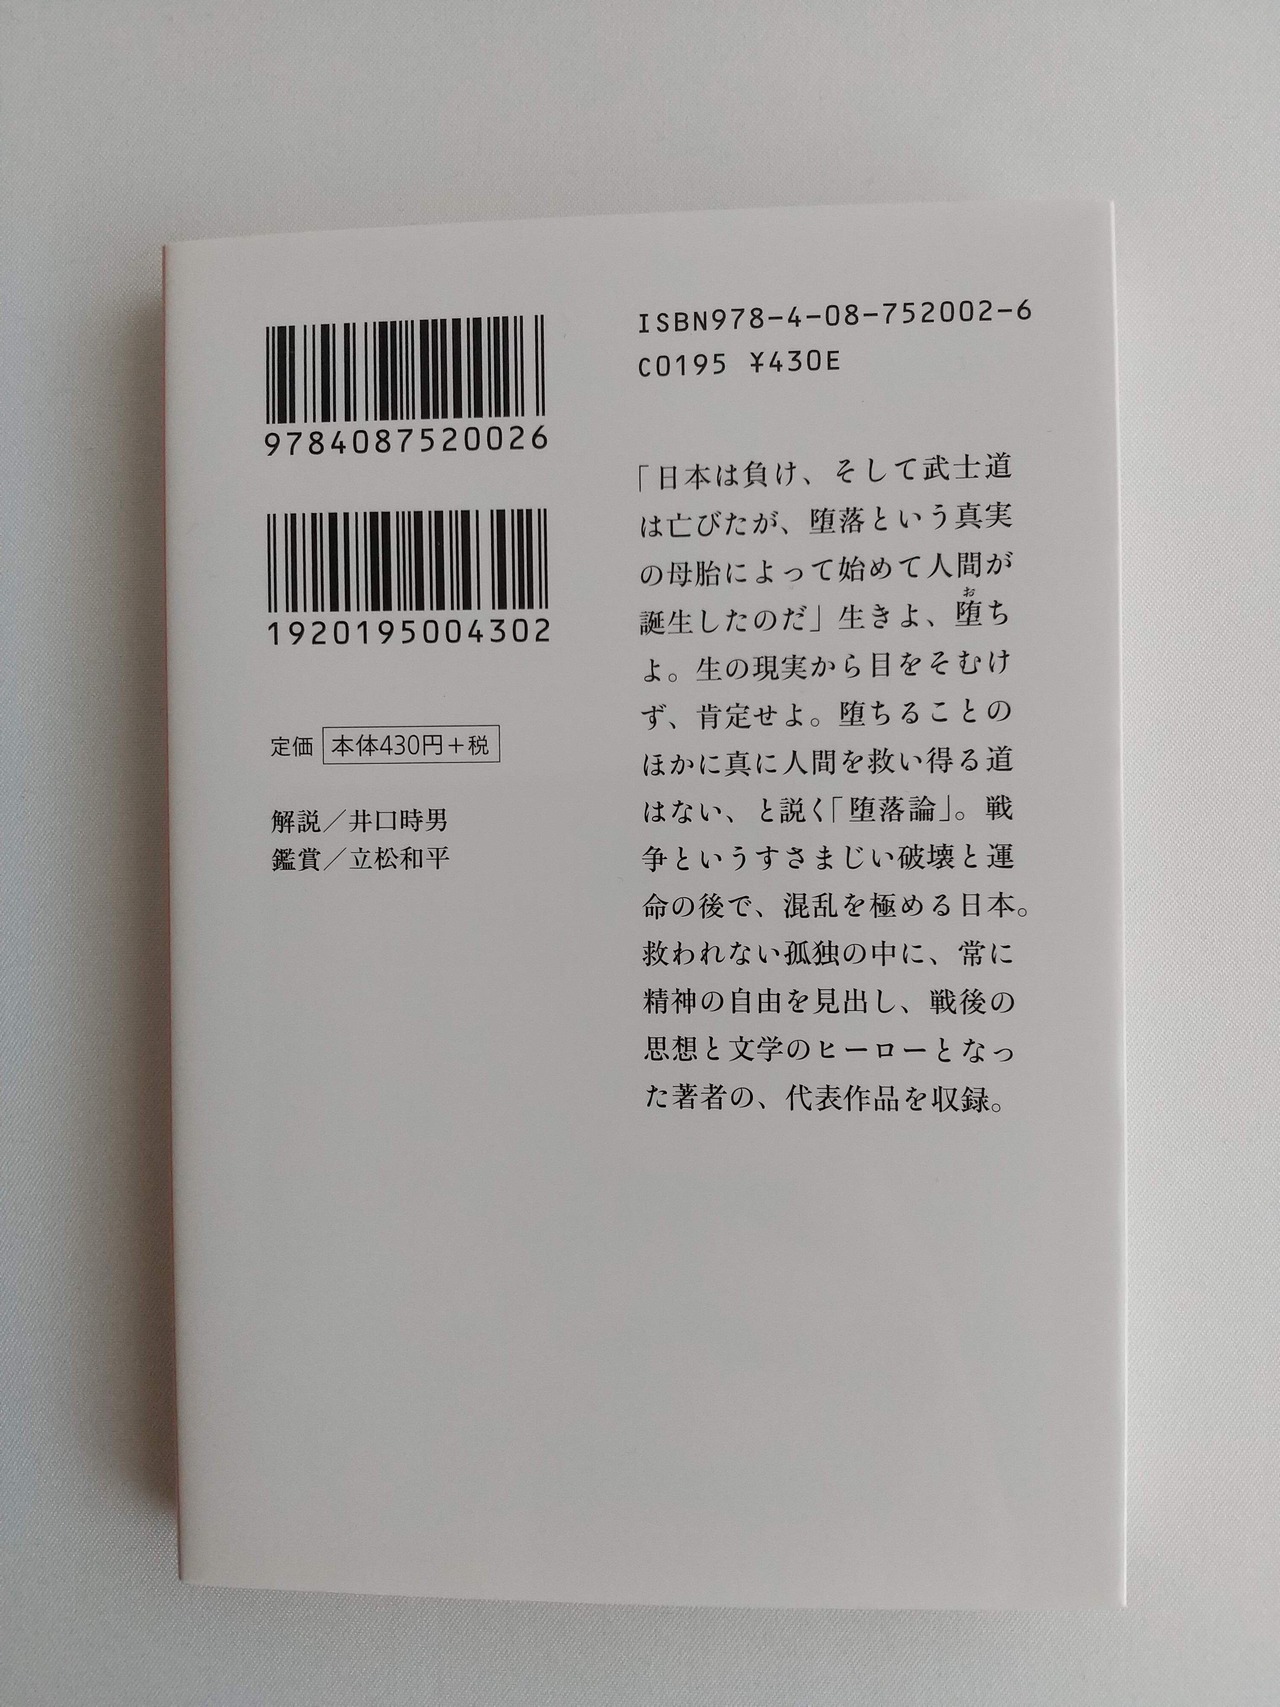 9784087520026
1920195004302
定価 本体430円+税
解説/井口時男
鑑賞/立松和平
ISBN978-4-08-752002-6
C0195 ¥430E
「日本は負け、そして武士道
は亡びたが、堕落という真実
の母胎によって始めて人間が
誕生したのだ」生きよ、堕ち
よ。生の現実から目をそむけ
ず、肯定せよ。堕ちることの
ほかに真に人間を救い得る道
はない、と説く「堕落論」。戦
争というすさまじい破壊と運
命の後で、混乱を極める日本。
救われない孤独の中に、常に
精神の自由を見出し、戦後の
思想と文学のヒーローとなっ
た著者の、代表作品を収録。